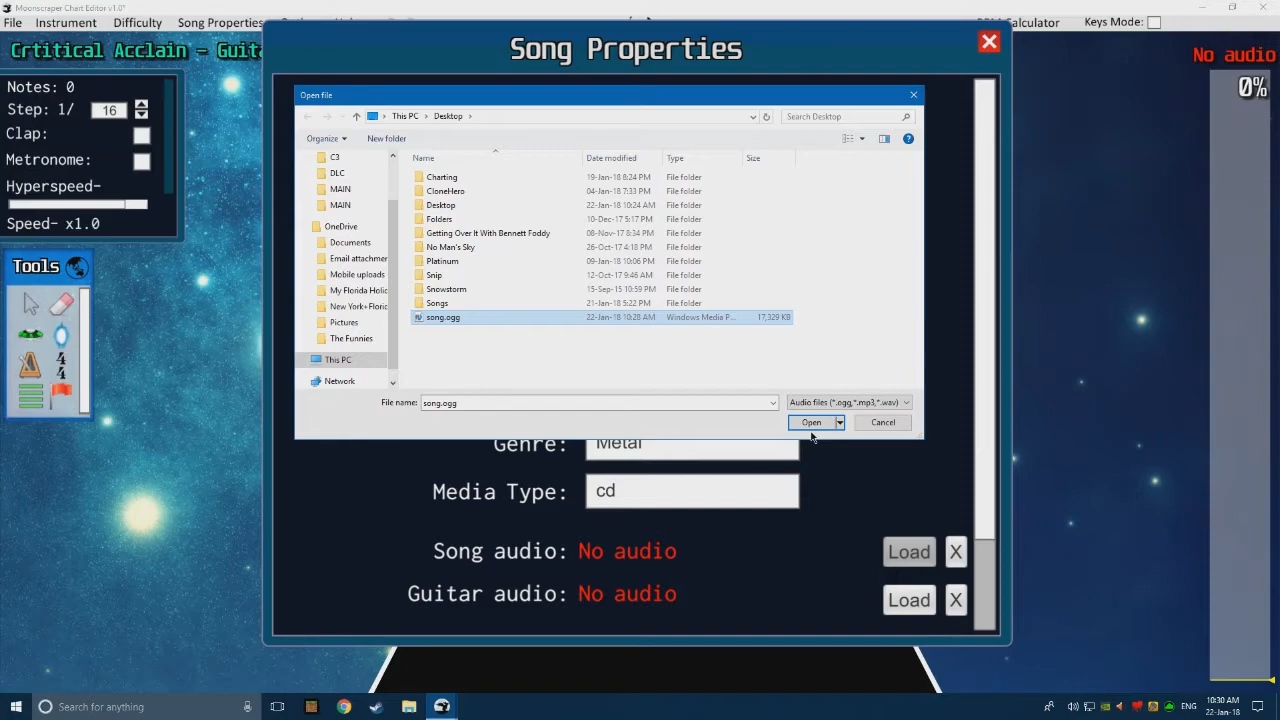 Moonscraper Chart Editor v1.0*
File Instrument Difficulty Song Properties
BPM Calculator Keys Mode:
Crtitical Acclain - Guita
No audio
0%
Notes: 0
Step: 1/ 16
Clap:
Metronome:
Hyperspeed-
Speed- x1.0
Tools
Song Properties
Open file
This PC Desktop
Search Desktop
Organize New folder
C3
DLC
MAIN
MAIN
OneDrive
Documents
Email attachmer
Mobile uploads
My Florida Holic
New York+Floric
Pictures
The Funnies
This PC
Network
Name Date modified Type Size
Charting 19-Jan-18 8:24 PM File folder
CloneHero 04-Jan-18 7:33 PM File folder
Desktop 22-Jan-18 10:24 AM File folder
Folders 10-Dec-17 5:17 PM File folder
Getting Over It With Bennett Foddy 08-Nov-17 8:34 PM File folder
No Man's Sky 26-Oct-17 4:18 PM File folder
Platinum 09-Jan-18 10:06 PM File folder
Snip 12-Oct-17 9:46 AM File folder
Snowstorm 15-Sep-15 10:59 PM File folder
Songs 21-Jan-18 5:22 PM File folder
song.ogg 22-Jan-18 10:28 AM Windows Media P... 17,329 KB
File name: song.ogg Audio files (*.ogg,*.mp3,*.wav)
Open Cancel
Genre: Metal
Media Type: cd
Song audio: No audio Load X
Guitar audio: No audio Load X
Search for anything
ENG
10:30 AM
22-Jan-18